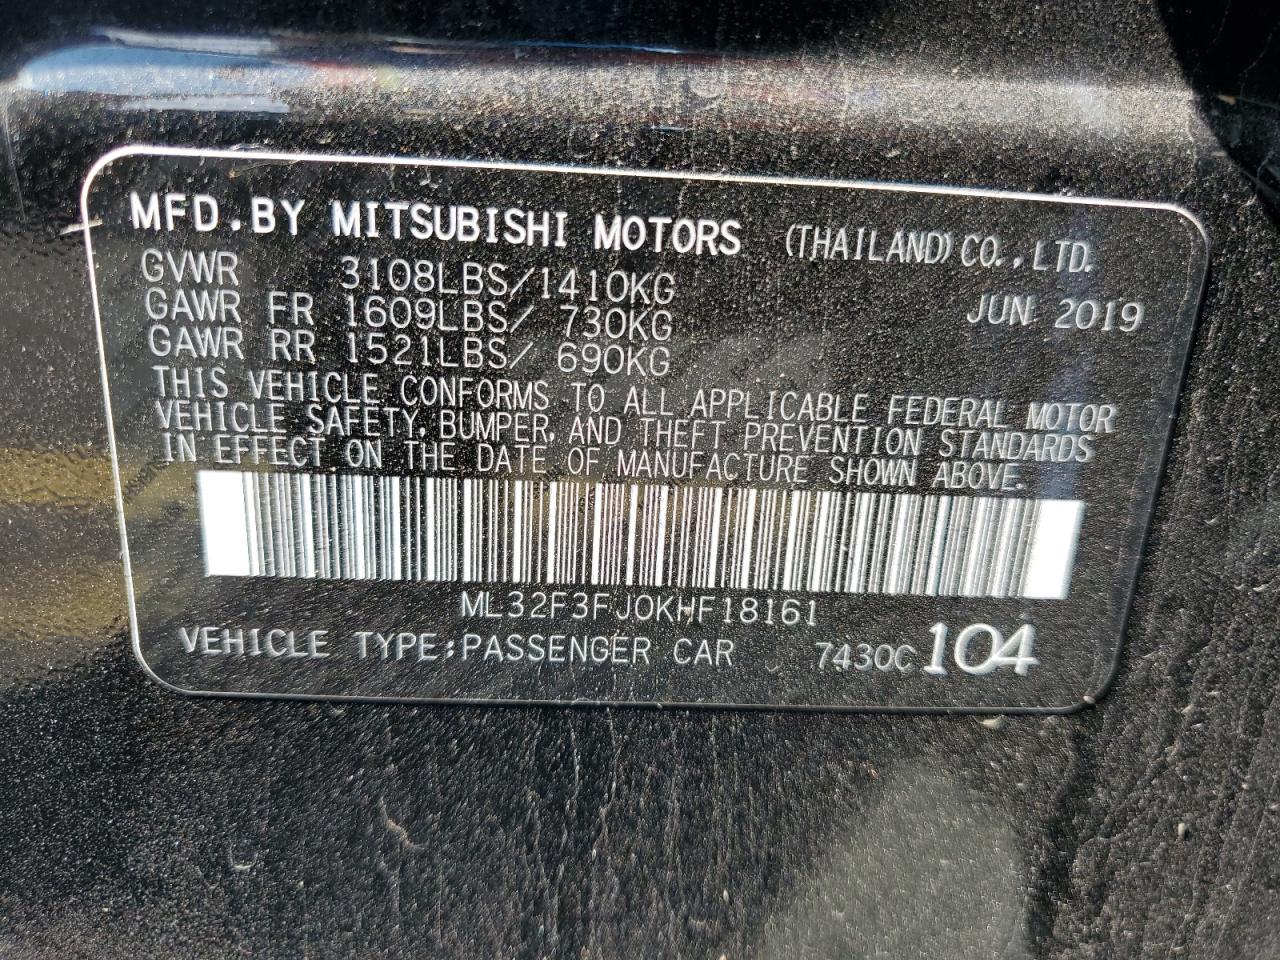 MFD.BY MITSUBISHI MOTORS (THAILAND) CO.,LTD.
GVWR 3108LBS/1410KG
GAWR FR 1609LBS/ 730KG JUN 2019
GAWR RR 1521LBS/ 690KG
THIS VEHICLE CONFORMS TO ALL APPLICABLE FEDERAL MOTOR
VEHICLE SAFETY, BUMPER, AND THEFT PREVENTION STANDARDS
IN EFFECT ON THE DATE OF MANUFACTURE SHOWN ABOVE.
ML32F3FJ0KHF18161
VEHICLE TYPE:PASSENGER CAR 7430C 104